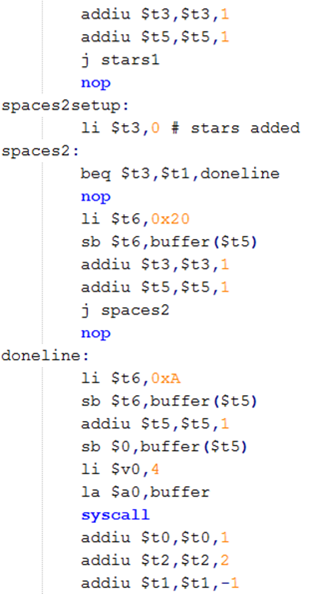 addiu $t3,$t3,1
addiu $t5,$t5,1
j stars1
nop
spaces2setup:
li $t3,0 # stars added
spaces2:
beq $t3,$t1,doneline
nop
li $t6,0x20
sb $t6,buffer($t5)
addiu $t3,$t3,1
addiu $t5,$t5,1
j spaces2
nop
doneline:
li $t6,0xA
sb $t6,buffer($t5)
addiu $t5,$t5,1
sb $0,buffer($t5)
li $v0,4
la $a0,buffer
syscall
addiu $t0,$t0,1
addiu $t2,$t2,2
addiu $t1,$t1,-1